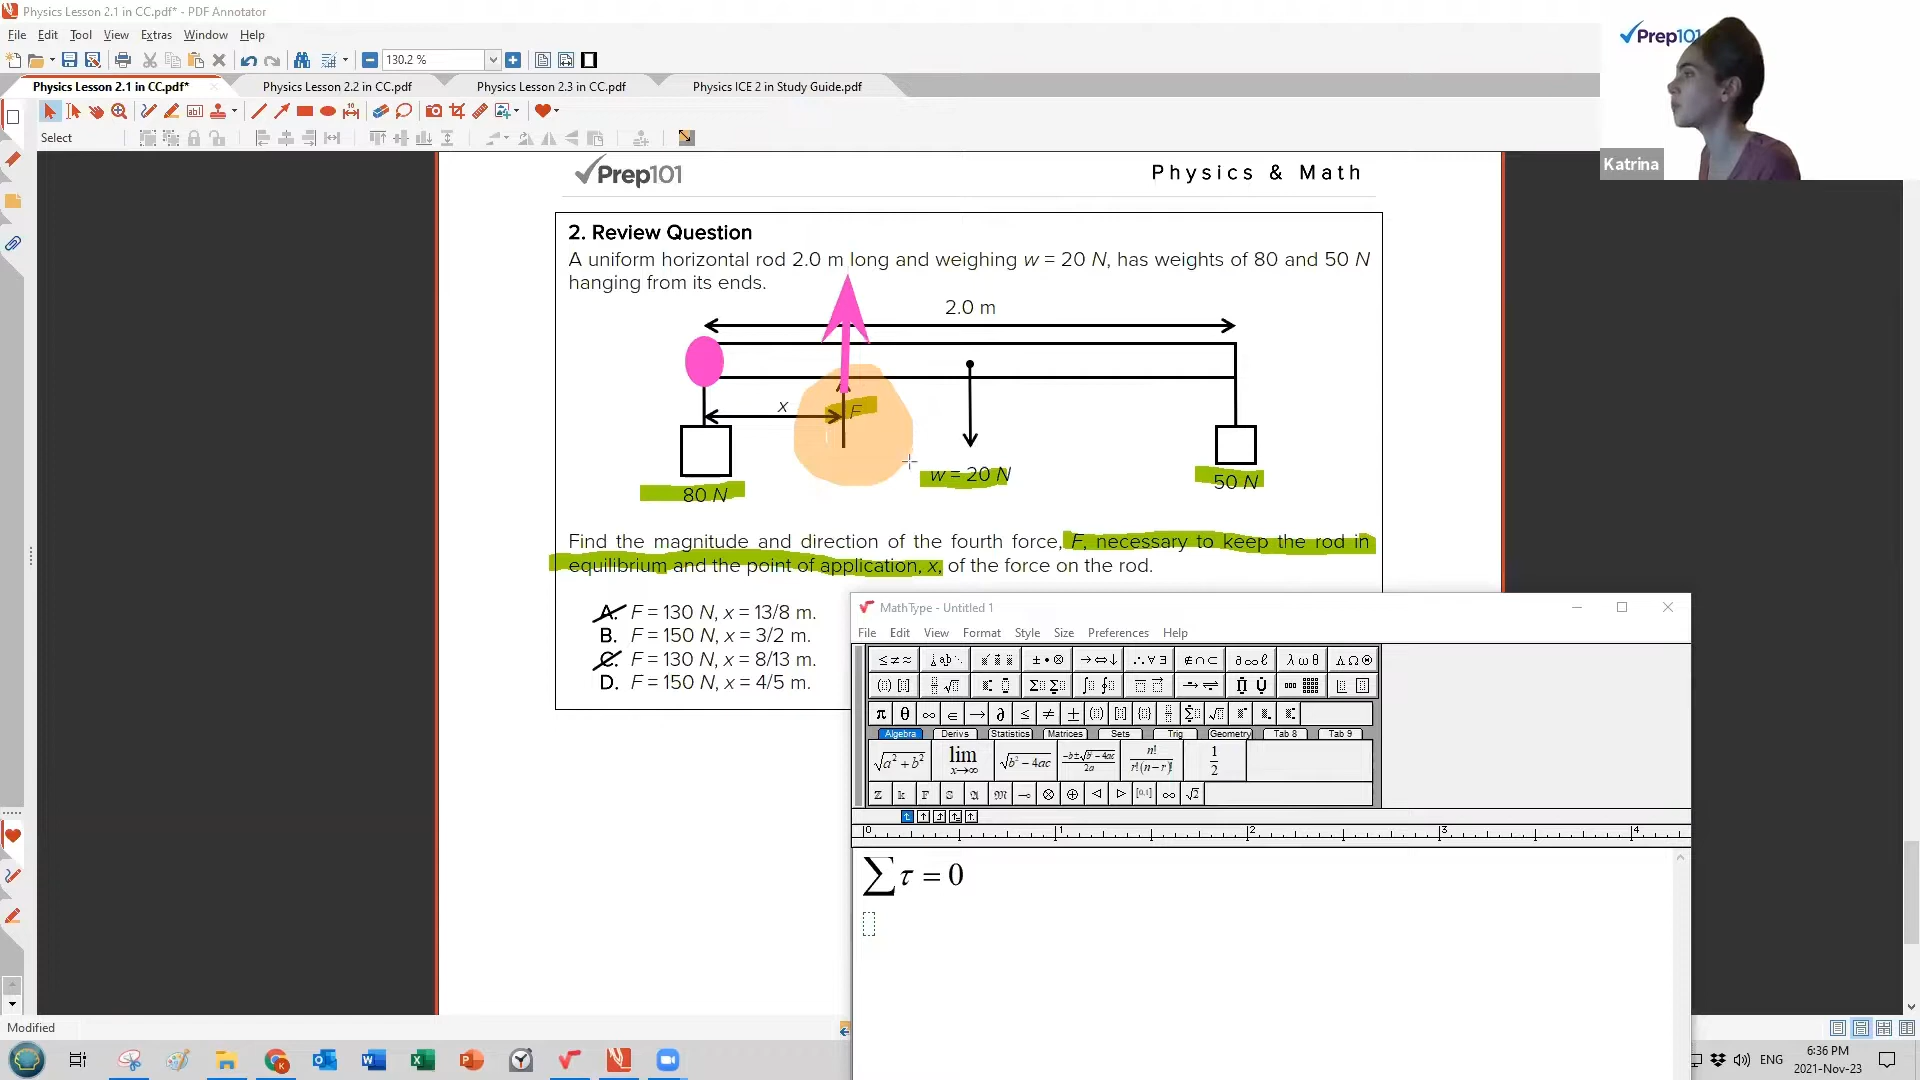 Physics Lesson 2.1 in CC.pdf* - PDF Annotator
File Edit Tool View Extras Window Help
130.2 %
Physics Lesson 2.1 in CC.pdf* Physics Lesson 2.2 in CC.pdf Physics Lesson 2.3 in CC.pdf Physics ICE 2 in Study Guide.pdf
Select
Prep101
Katrina
Prep101 Physics & Math
2. Review Question
A uniform horizontal rod 2.0 m long and weighing w = 20 N, has weights of 80 and 50 N
hanging from its ends.
2.0 m
x F
w = 20 N
80 N 50 N
Find the magnitude and direction of the fourth force, F, necessary to keep the rod in
equilibrium and the point of application, x, of the force on the rod.
A. F = 130 N, x = 13/8 m.
B. F = 150 N, x = 3/2 m.
C. F = 130 N, x = 8/13 m.
D. F = 150 N, x = 4/5 m.
MathType - Untitled 1
File Edit View Format Style Size Preferences Help
Algebra Derivs Statistics Matrices Sets Trig Geometry Tab 8 Tab 9
0 1 2 3 4
∑ τ = 0
Modified
ENG
6:36 PM
2021-Nov-23